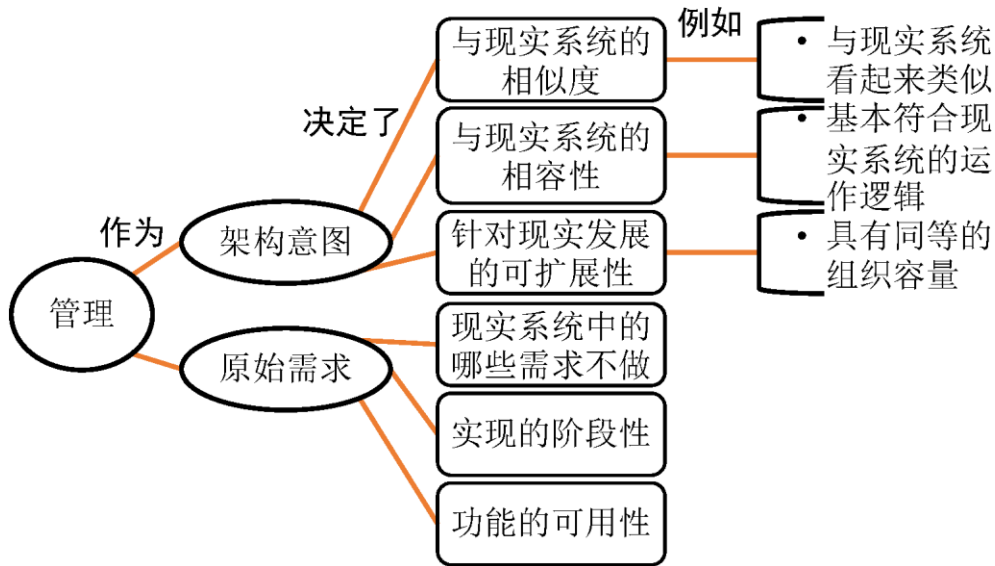 管理
作为
架构意图
原始需求
决定了
与现实系统的
相似度
与现实系统的
相容性
针对现实发展
的可扩展性
现实系统中的
哪些需求不做
实现的阶段性
功能的可用性
例如
• 与现实系统
看起来类似
• 基本符合现
实系统的运
作逻辑
• 具有同等的
组织容量